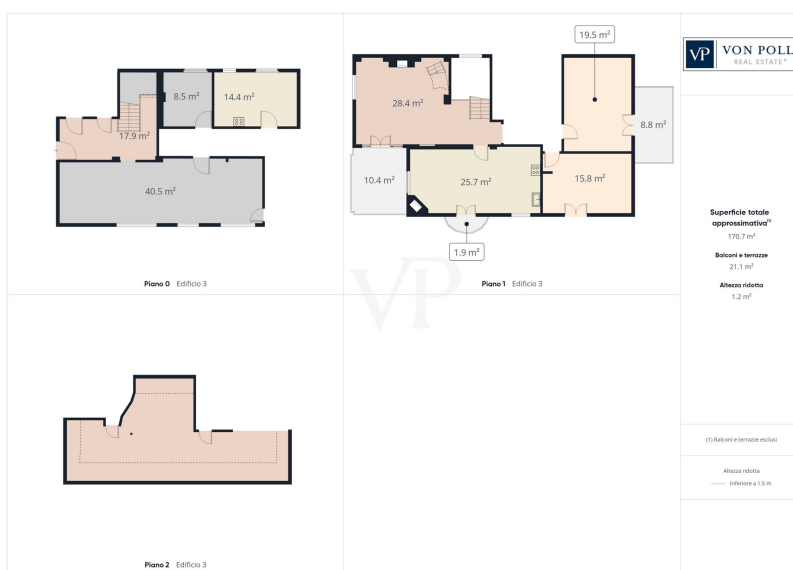 19.5 m²
8.5 m²
14.4 m²
17.9 m²
40.5 m²
28.4 m²
8.8 m²
10.4 m²
25.7 m²
15.8 m²
1.9 m²
Piano 0 Edificio 3
Piano 1 Edificio 3
Piano 2 Edificio 3
VP
VP VON POLL
REAL ESTATE®
Superficie totale
approssimativa⁽¹⁾
170.7 m²
Balconi e terrazze
21.1 m²
Altezza ridotta
1.2 m²
(1) Balconi e terrazze esclusi
Altezza ridotta
Inferiore a 1.5 m